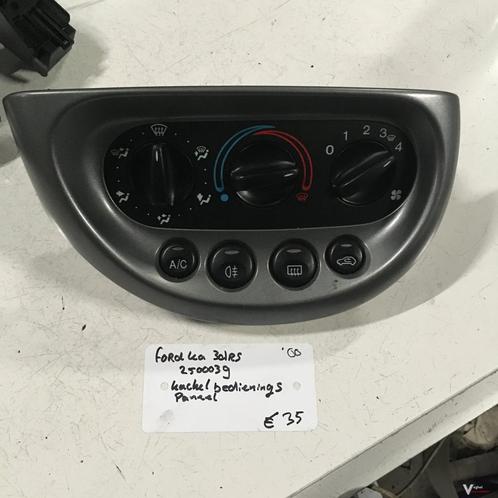 0 1 2 3 4
A/C
Ford ka 3drs '00
2500039
kachel bedienings
Paneel
€ 35